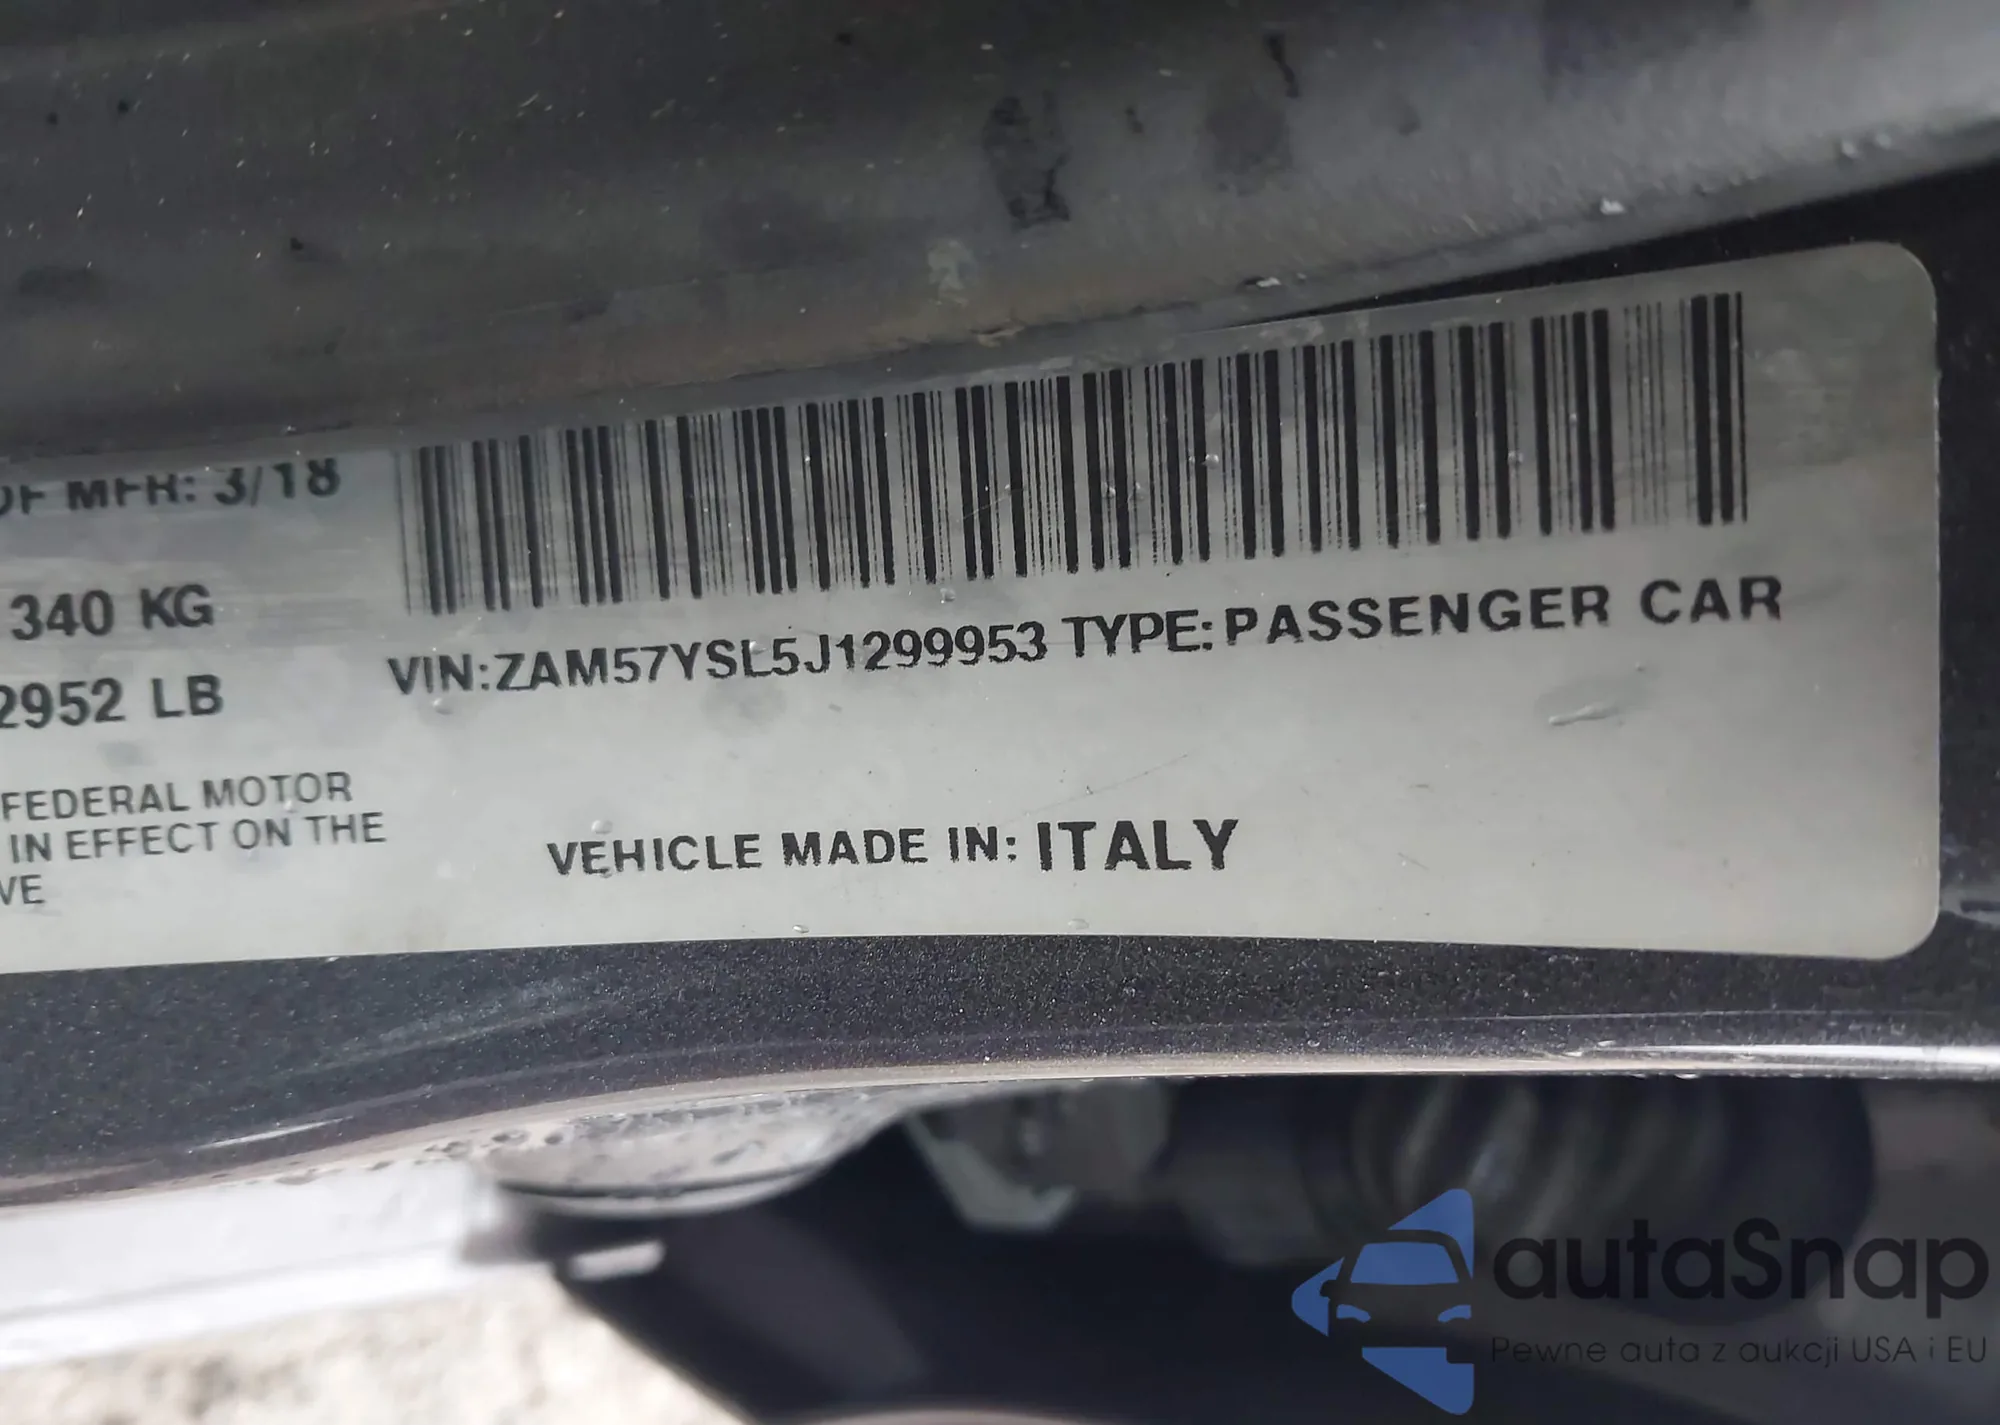 OF MFR: 3/18
340 KG
VIN:ZAM57YSL5J1299953 TYPE:PASSENGER CAR
2952 LB
FEDERAL MOTOR
IN EFFECT ON THE
VE
VEHICLE MADE IN: ITALY
autaSnap
Pewne auta z aukcji USA i EU